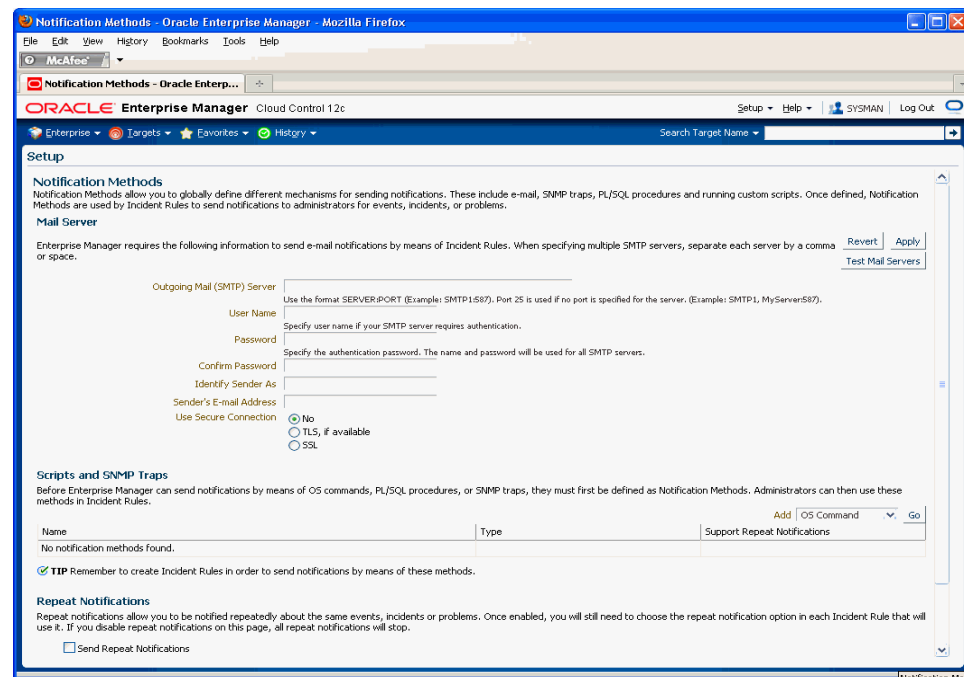 Notification Methods - Oracle Enterprise Manager - Mozilla Firefox
File Edit View History Bookmarks Tools Help
McAfee
Notification Methods - Oracle Enterp...
ORACLE Enterprise Manager Cloud Control 12c
Setup Help SYSMAN Log Out
Enterprise Targets Favorites History Search Target Name
Setup
Notification Methods
Notification Methods allow you to globally define different mechanisms for sending notifications. These include e-mail, SNMP traps, PL/SQL procedures and running custom scripts. Once defined, Notification
Methods are used by Incident Rules to send notifications to administrators for events, incidents, or problems.
Mail Server
Enterprise Manager requires the following information to send e-mail notifications by means of Incident Rules. When specifying multiple SMTP servers, separate each server by a comma
or space.
Revert Apply
Test Mail Servers
Outgoing Mail (SMTP) Server
Use the format SERVER:PORT (Example: SMTP1:587). Port 25 is used if no port is specified for the server. (Example: SMTP1, MyServer:587).
User Name
Specify user name if your SMTP server requires authentication.
Password
Specify the authentication password. The name and password will be used for all SMTP servers.
Confirm Password
Identify Sender As
Sender's E-mail Address
Use Secure Connection No
TLS, if available
SSL
Scripts and SNMP Traps
Before Enterprise Manager can send notifications by means of OS commands, PL/SQL procedures, or SNMP traps, they must first be defined as Notification Methods. Administrators can then use these
methods in Incident Rules.
Add OS Command Go
Name Type Support Repeat Notifications
No notification methods found.
TIP Remember to create Incident Rules in order to send notifications by means of these methods.
Repeat Notifications
Repeat notifications allow you to be notified repeatedly about the same events, incidents or problems. Once enabled, you will still need to choose the repeat notification option in each Incident Rule that will
use it. If you disable repeat notifications on this page, all repeat notifications will stop.
Send Repeat Notifications